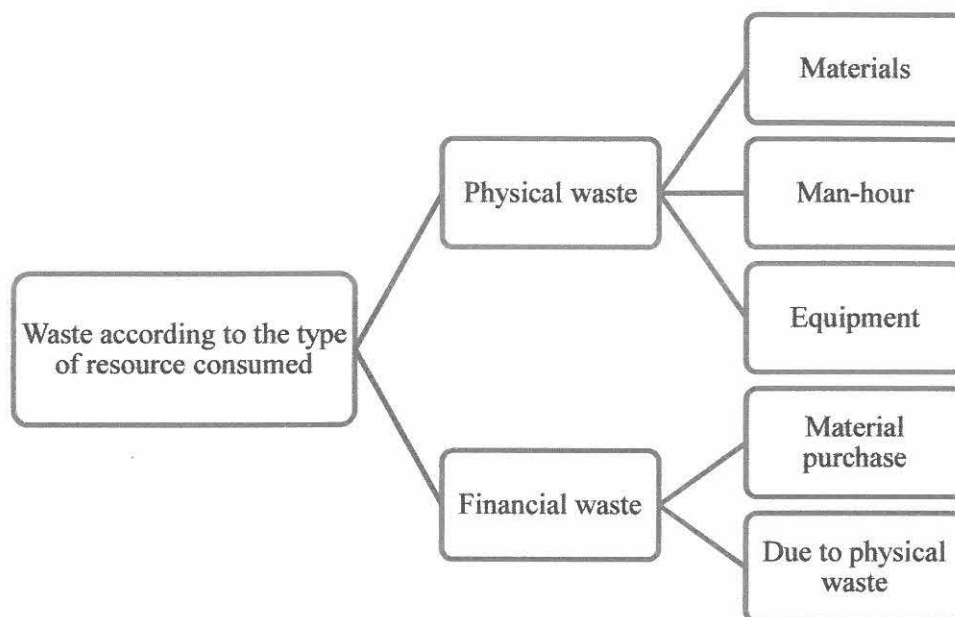 Materials
Physical waste
Man-hour
Equipment
Waste according to the type
of resource consumed
Material
purchase
Financial waste
Due to physical
waste